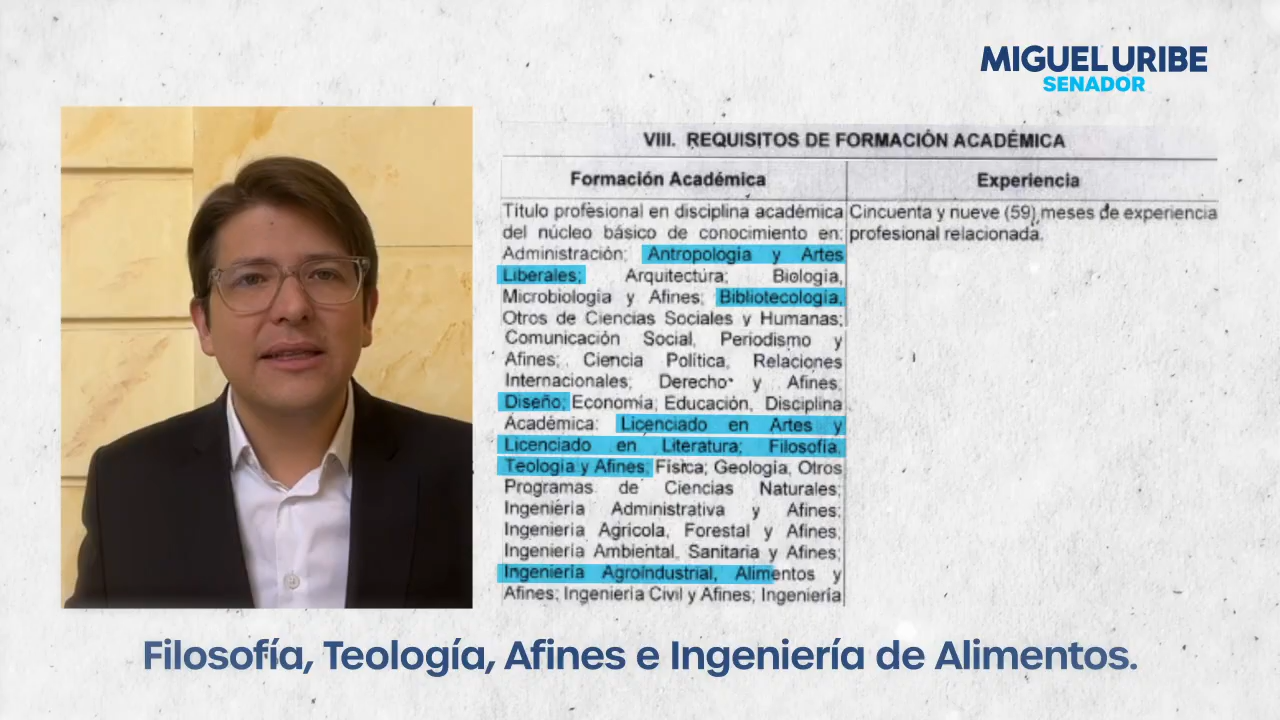 MIGUEL URIBE
SENADOR
VIII. REQUISITOS DE FORMACIÓN ACADÉMICA
Formación Académica
Experiencia
Título profesional en disciplina académica
del núcleo básico de conocimiento en:
Administración; Antropología y Artes
Liberales; Arquitectura; Biología,
Microbiología y Afines; Bibliotecología,
Otros de Ciencias Sociales y Humanas;
Comunicación Social, Periodismo y
Afines; Ciencia Política, Relaciones
Internacionales; Derecho y Afines;
Diseño; Economía; Educación, Disciplina
Académica: Licenciado en Artes y
Licenciado en Literatura; Filosofía,
Teología y Afines; Física; Geología, Otros
Programas de Ciencias Naturales;
Ingeniería Administrativa y Afines;
Ingeniería Agrícola, Forestal y Afines;
Ingeniería Ambiental, Sanitaria y Afines;
Ingeniería Agroindustrial, Alimentos y
Afines; Ingeniería Civil y Afines; Ingeniería
Cincuenta y nueve (59) meses de experiencia
profesional relacionada.
Filosofía, Teología, Afines e Ingeniería de Alimentos.